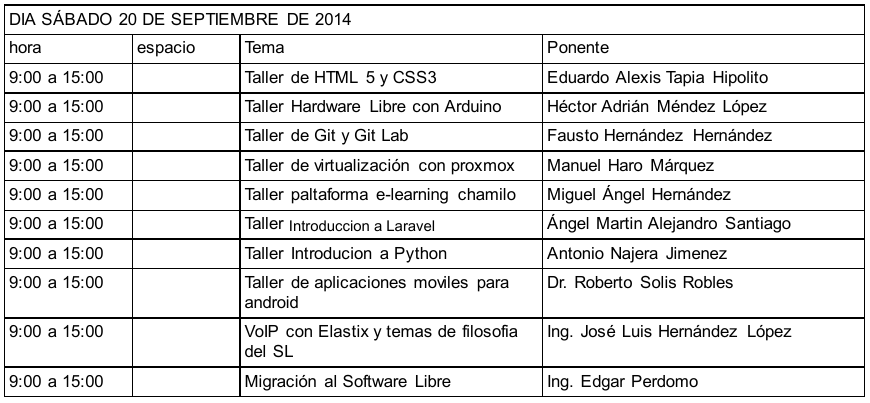 DIA SÁBADO 20 DE SEPTIEMBRE DE 2014
hora espacio Tema Ponente
9:00 a 15:00 Taller de HTML 5 y CSS3 Eduardo Alexis Tapia Hipolito
9:00 a 15:00 Taller Hardware Libre con Arduino Héctor Adrián Méndez López
9:00 a 15:00 Taller de Git y Git Lab Fausto Hernández Hernández
9:00 a 15:00 Taller de virtualización con proxmox Manuel Haro Márquez
9:00 a 15:00 Taller paltaforma e-learning chamilo Miguel Ángel Hernández
9:00 a 15:00 Taller Introduccion a Laravel Ángel Martin Alejandro Santiago
9:00 a 15:00 Taller Introducion a Python Antonio Najera Jimenez
9:00 a 15:00 Taller de aplicaciones moviles para Dr. Roberto Solis Robles
android
9:00 a 15:00 VoIP con Elastix y temas de filosofia Ing. José Luis Hernández López
del SL
9:00 a 15:00 Migración al Software Libre Ing. Edgar Perdomo